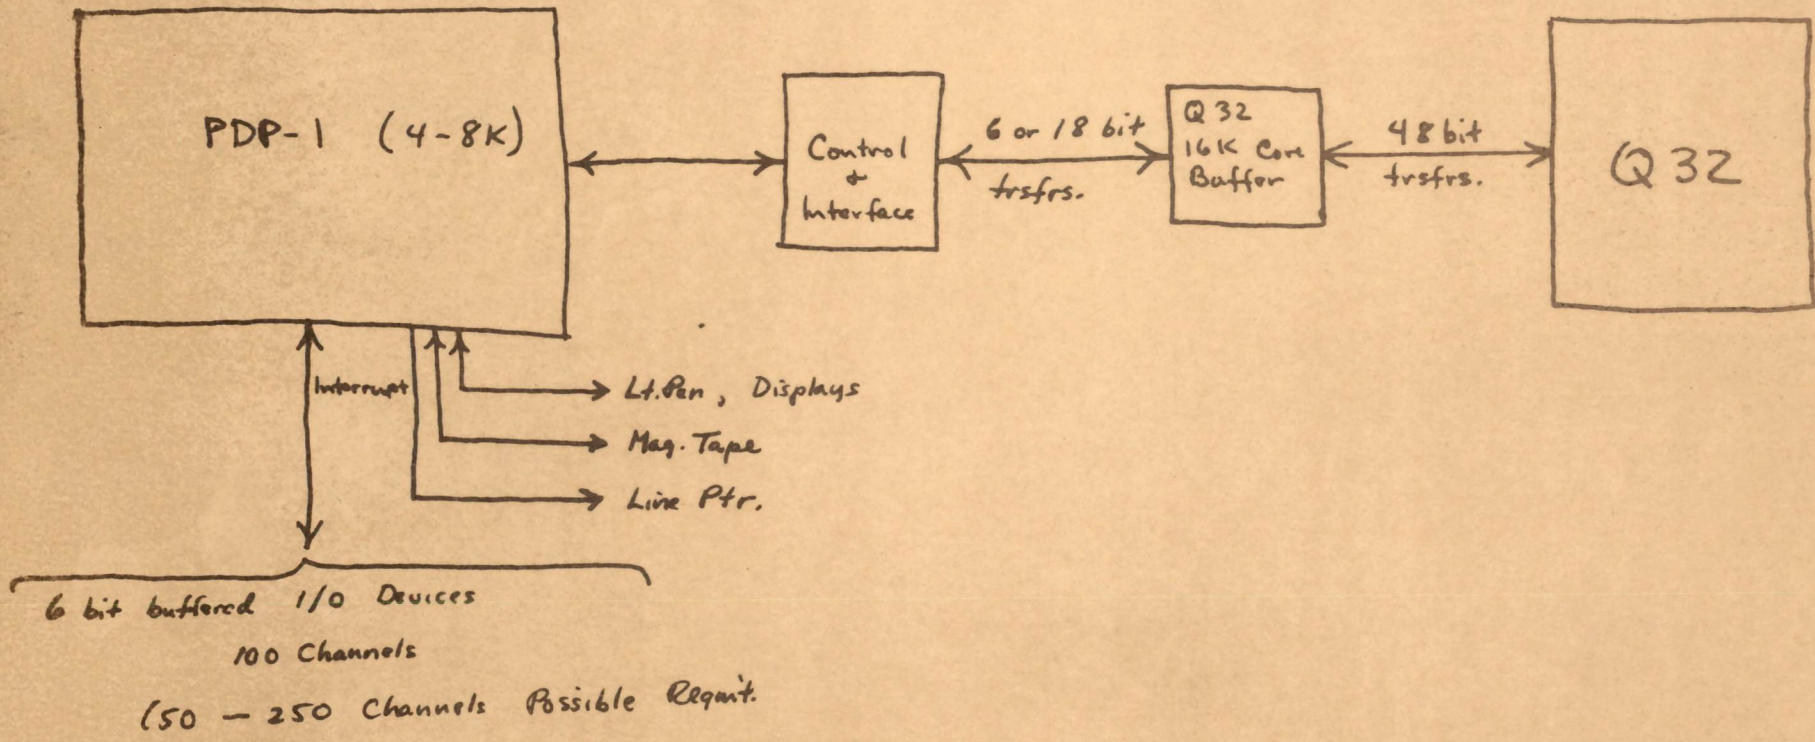 PDP-1 (4-8K)
Control
+
Interface
6 or 18 bit
trsfrs.
Q 32
16K Core
Buffer
48 bit
trsfrs.
Q 32
Interrupt
Lt. Pen, Displays
Mag. Tape
Line Ptr.
6 bit buffered I/O Devices
100 Channels
(50 — 250 Channels Possible Reqmt.